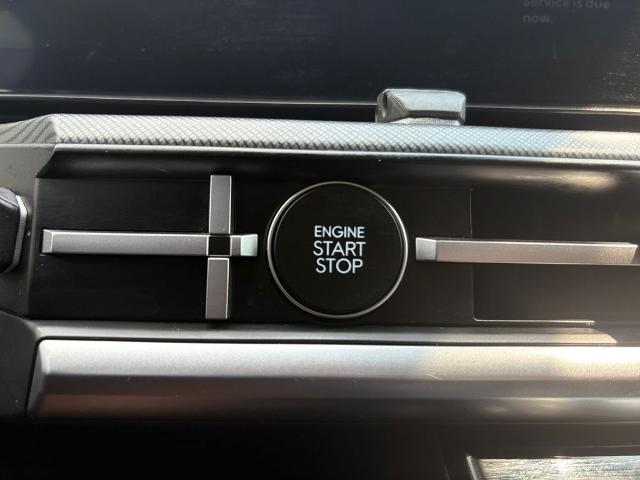 Service is due
now.
ENGINE
START
STOP